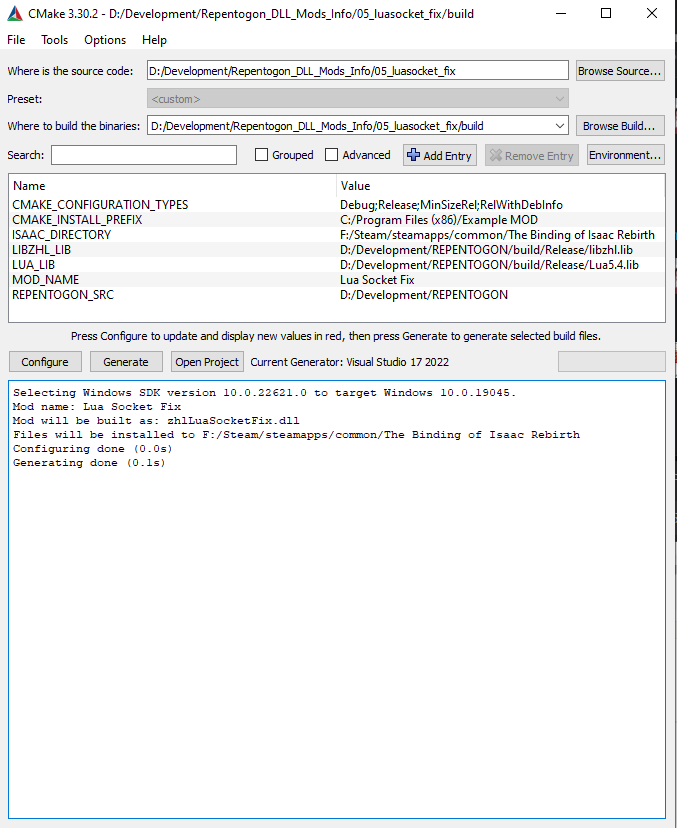 CMake 3.30.2 - D:/Development/Repentogon_DLL_Mods_Info/05_luasocket_fix/build
File Tools Options Help
Where is the source code: D:/Development/Repentogon_DLL_Mods_Info/05_luasocket_fix Browse Source...
Preset: <custom>
Where to build the binaries: D:/Development/Repentogon_DLL_Mods_Info/05_luasocket_fix/build Browse Build...
Search: Grouped Advanced Add Entry Remove Entry Environment...
Name Value
CMAKE_CONFIGURATION_TYPES Debug;Release;MinSizeRel;RelWithDebInfo
CMAKE_INSTALL_PREFIX C:/Program Files (x86)/Example MOD
ISAAC_DIRECTORY F:/Steam/steamapps/common/The Binding of Isaac Rebirth
LIBZHL_LIB D:/Development/REPENTOGON/build/Release/libzhl.lib
LUA_LIB D:/Development/REPENTOGON/build/Release/Lua5.4.lib
MOD_NAME Lua Socket Fix
REPENTOGON_SRC D:/Development/REPENTOGON
Press Configure to update and display new values in red, then press Generate to generate selected build files.
Configure Generate Open Project Current Generator: Visual Studio 17 2022
Selecting Windows SDK version 10.0.22621.0 to target Windows 10.0.19045.
Mod name: Lua Socket Fix
Mod will be built as: zhlLuaSocketFix.dll
Files will be installed to F:/Steam/steamapps/common/The Binding of Isaac Rebirth
Configuring done (0.0s)
Generating done (0.1s)